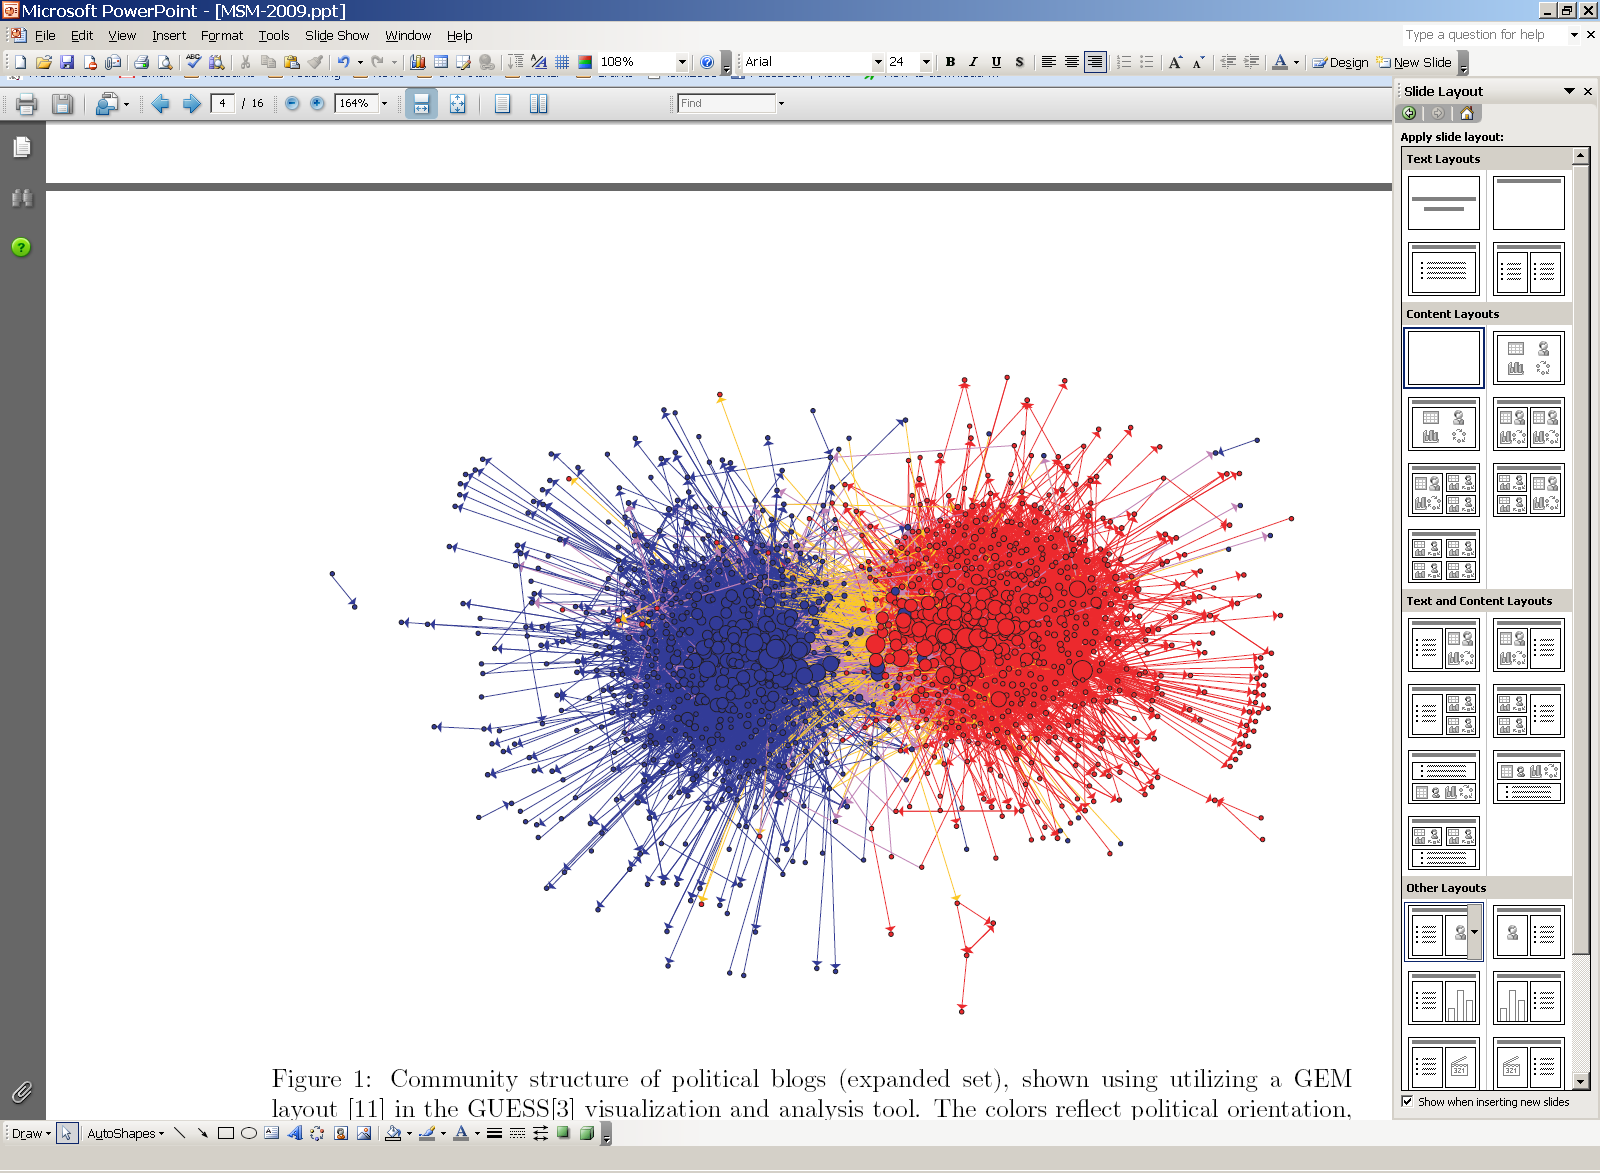 Microsoft PowerPoint - [MSM-2009.ppt]
File Edit View Insert Format Tools Slide Show Window Help
Type a question for help
108%
Arial
24
B I U S
Design
New Slide
4 / 16
164%
Find
Slide Layout
Apply slide layout:
Text Layouts
Content Layouts
Text and Content Layouts
Other Layouts
Show when inserting new slides
Figure 1: Community structure of political blogs (expanded set), shown using utilizing a GEM
layout [11] in the GUESS[3] visualization and analysis tool. The colors reflect political orientation,
Draw
AutoShapes